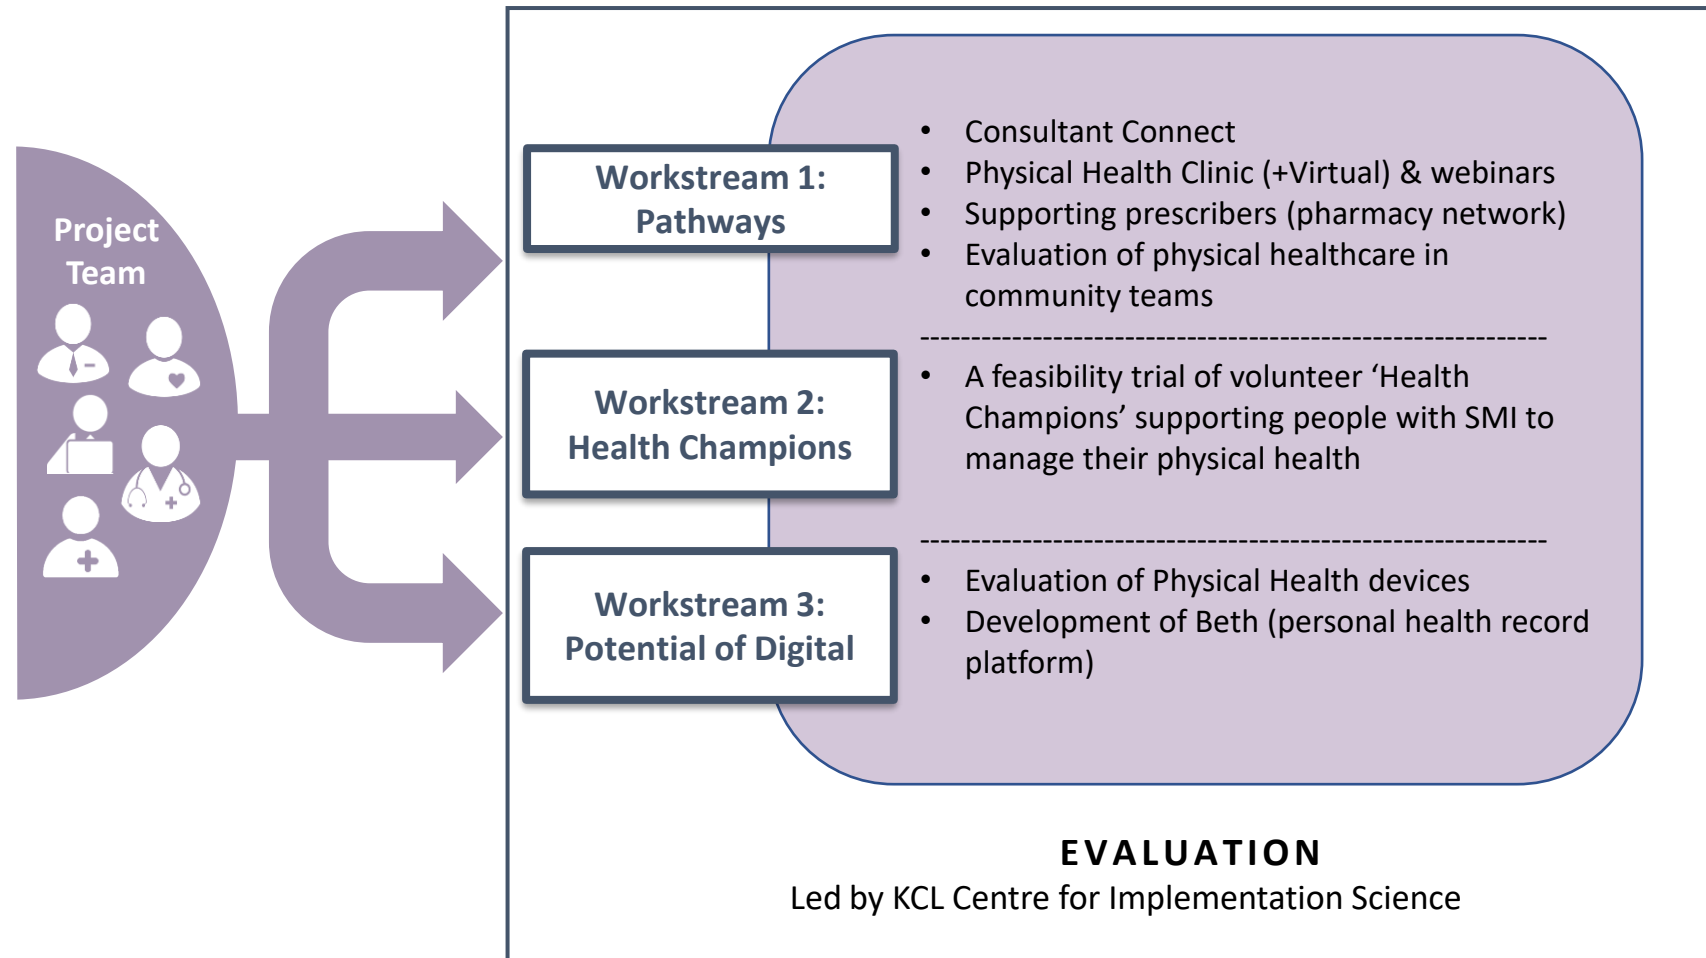 Project
Team
Workstream 1:
Pathways
• Consultant Connect
• Physical Health Clinic (+Virtual) & webinars
• Supporting prescribers (pharmacy network)
• Evaluation of physical healthcare in
community teams
-------------------------------------------------------------
Workstream 2:
Health Champions
• A feasibility trial of volunteer ‘Health
Champions’ supporting people with SMI to
manage their physical health
-------------------------------------------------------------
Workstream 3:
Potential of Digital
• Evaluation of Physical Health devices
• Development of Beth (personal health record
platform)
EVALUATION
Led by KCL Centre for Implementation Science